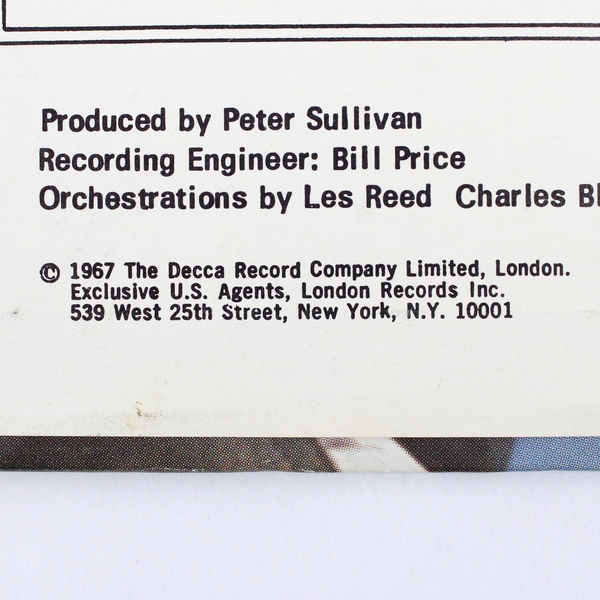 Produced by Peter Sullivan
Recording Engineer: Bill Price
Orchestrations by Les Reed Charles
© 1967 The Decca Record Company Limited, London.
Exclusive U.S. Agents, London Records Inc.
539 West 25th Street, New York, N.Y. 10001